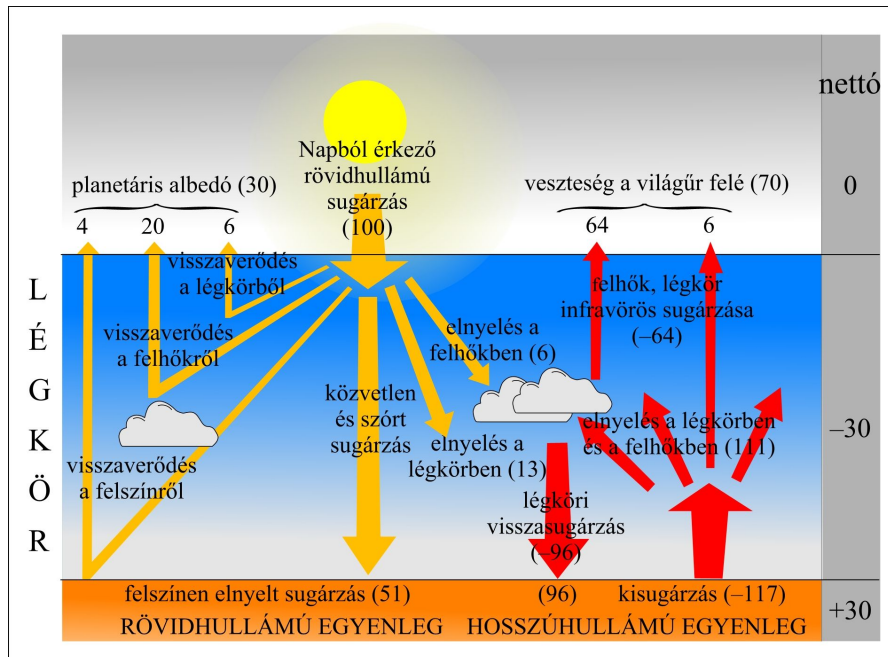 nettó
Napból érkező
rövidhullámú
sugárzás
(100)
planetáris albedó (30)
4 20 6
veszteség a világűr felé (70)
64 6
0
LÉGKÖR
visszaverődés
a légkörből
visszaverődés
a felhőkről
visszaverődés
a felszínről
közvetlen
és szórt
sugárzás
elnyelés a
felhőkben (6)
elnyelés a
légkörben (13)
felhők, légkör
infravörös sugárzása
(–64)
elnyelés a légkörben
és a felhőkben (111)
légköri
visszasugárzás
(–96)
–30
felszínen elnyelt sugárzás (51)
(96)
kisugárzás (–117)
+30
RÖVIDHULLÁMÚ EGYENLEG
HOSSZÚHULLÁMÚ EGYENLEG